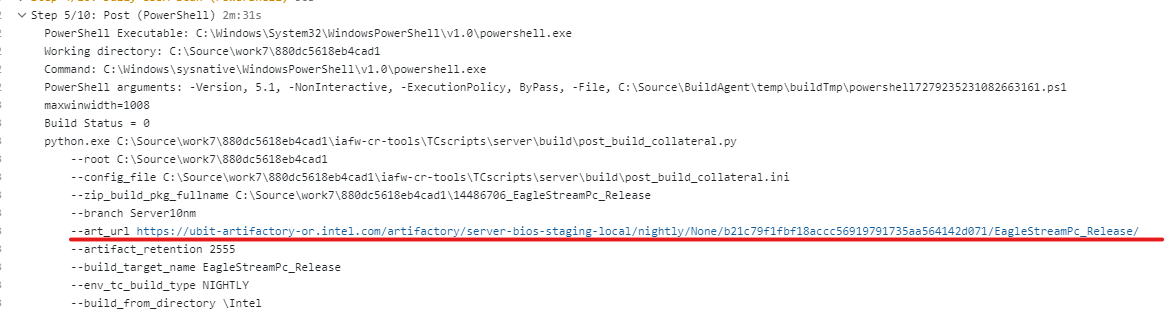 Step 5/10: Post (PowerShell) 2m:31s
PowerShell Executable: C:\Windows\System32\WindowsPowerShell\v1.0\powershell.exe
Working directory: C:\Source\work7\880dc5618eb4cad1
Command: C:\Windows\sysnative\WindowsPowerShell\v1.0\powershell.exe
PowerShell arguments: -Version, 5.1, -NonInteractive, -ExecutionPolicy, ByPass, -File, C:\Source\BuildAgent\temp\buildTmp\powershell7279235231082663161.ps1
maxwinwidth=1008
Build Status = 0
python.exe C:\Source\work7\880dc5618eb4cad1\iafw-cr-tools\TCscripts\server\build\post_build_collateral.py
--root C:\Source\work7\880dc5618eb4cad1
--config_file C:\Source\work7\880dc5618eb4cad1\iafw-cr-tools\TCscripts\server\build\post_build_collateral.ini
--zip_build_pkg_fullname C:\Source\work7\880dc5618eb4cad1\14486706_EagleStreamPc_Release
--branch Server10nm
--art_url https://ubit-artifactory-or.intel.com/artifactory/server-bios-staging-local/nightly/None/b21c79f1fbf18accc56919791735aa564142d071/EagleStreamPc_Release/
--artifact_retention 2555
--build_target_name EagleStreamPc_Release
--env_tc_build_type NIGHTLY
--build_from_directory \Intel